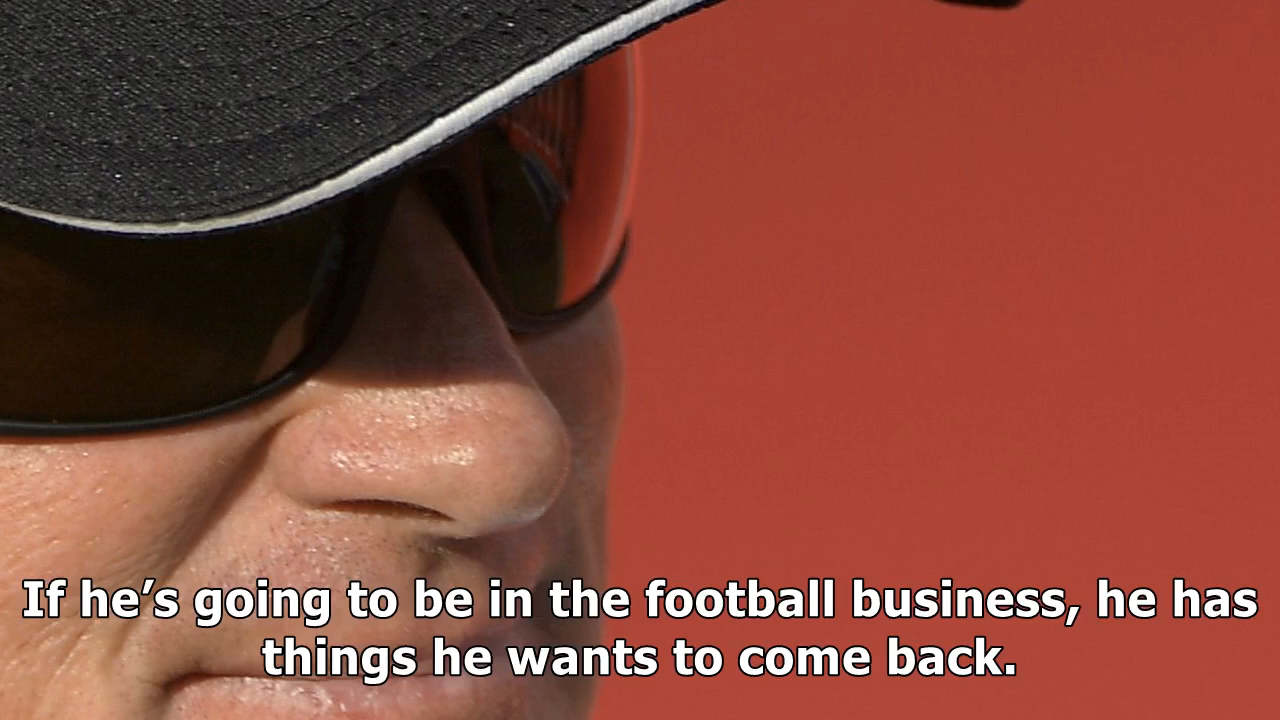 If he’s going to be in the football business, he has
things he wants to come back.